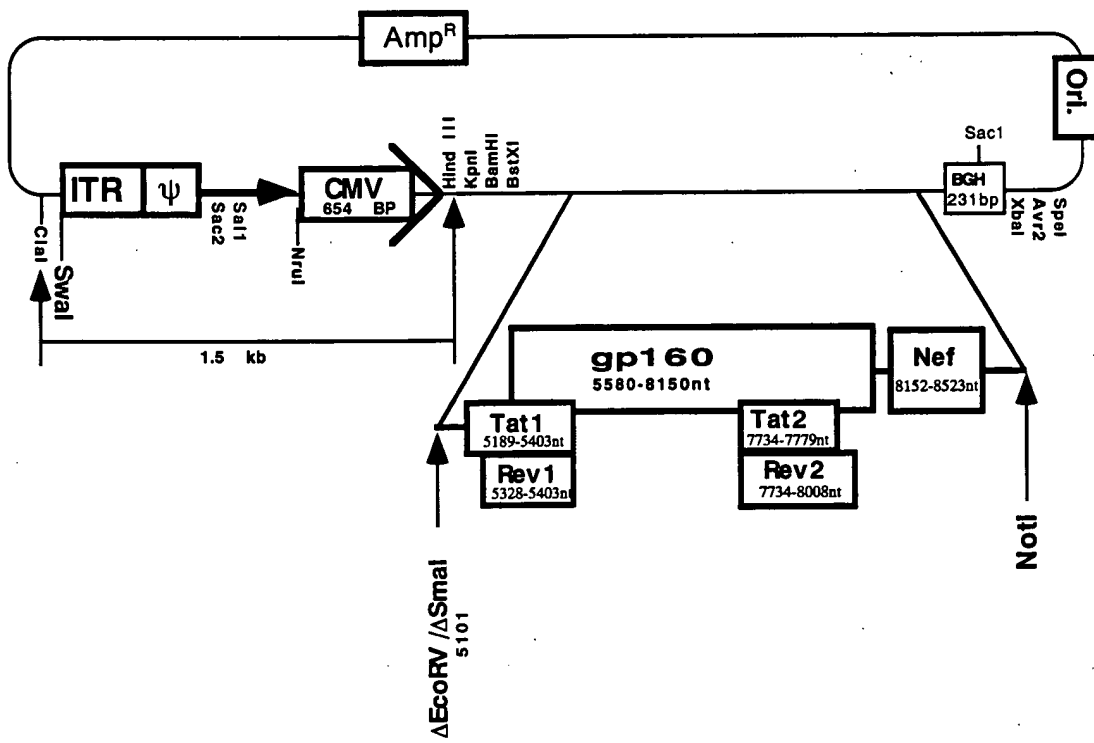 Amp^R
Ori.
Sac1
BGH
231bp
XbaI
Avr2
SpeI
ITR
Ψ
Sac2
Sal1
NruI
CMV
654 BP
HInd III
KpnI
BamHI
BstXI
ClaI
SwaI
1.5 kb
gp160
5580-8150nt
Nef
8152-8523nt
Tat1
5189-5403nt
Rev1
5328-5403nt
Tat2
7734-7779nt
Rev2
7734-8008nt
ΔEcoRV /ΔSmaI
5101
NotI